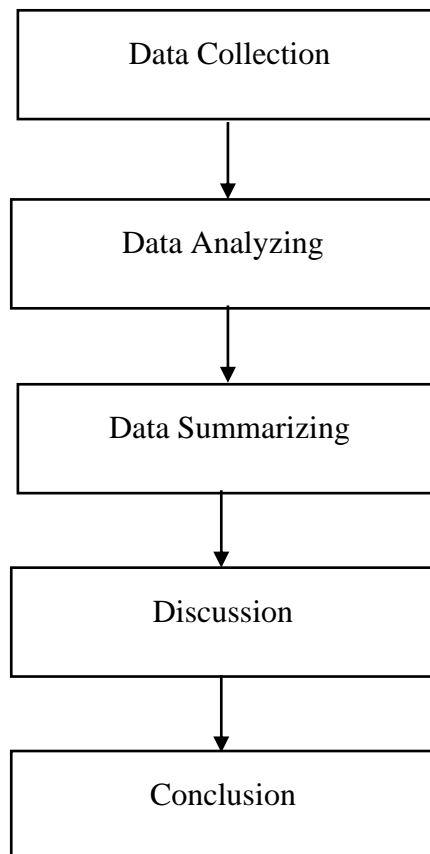 Data Collection
Data Analyzing
Data Summarizing
Discussion
Conclusion